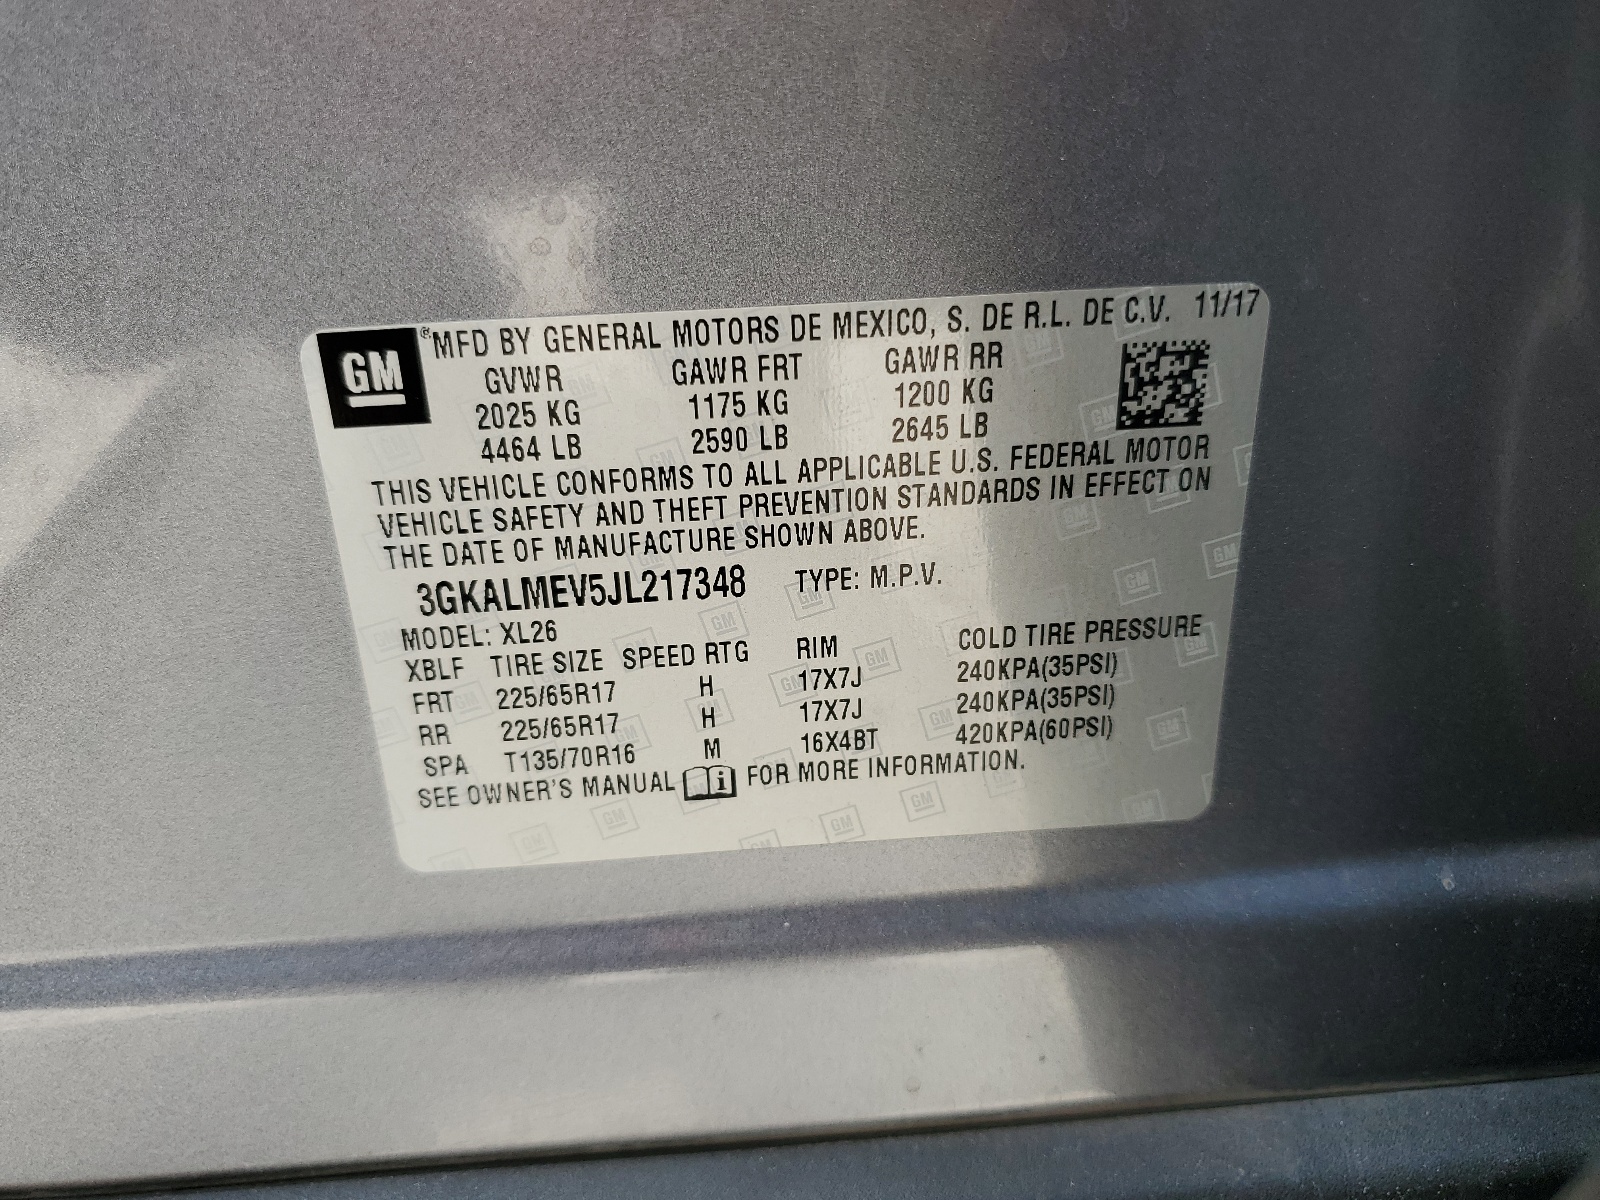 GM ® MFD BY GENERAL MOTORS DE MEXICO, S. DE R.L. DE C.V. 11/17
GVWR GAWR FRT GAWR RR
2025 KG 1175 KG 1200 KG
4464 LB 2590 LB 2645 LB
THIS VEHICLE CONFORMS TO ALL APPLICABLE U.S. FEDERAL MOTOR
VEHICLE SAFETY AND THEFT PREVENTION STANDARDS IN EFFECT ON
THE DATE OF MANUFACTURE SHOWN ABOVE.
3GKALMEV5JL217348 TYPE: M.P.V.
MODEL: XL26
XBLF TIRE SIZE SPEED RTG RIM COLD TIRE PRESSURE
FRT 225/65R17 H 17X7J 240KPA(35PSI)
RR 225/65R17 H 17X7J 240KPA(35PSI)
SPA T135/70R16 M 16X4BT 420KPA(60PSI)
SEE OWNER'S MANUAL i FOR MORE INFORMATION.